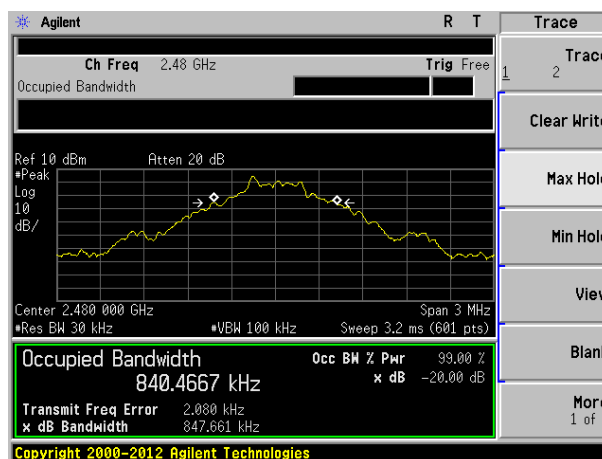 Agilent R T Trace
Ch Freq 2.48 GHz Trig Free
Occupied Bandwidth
Trace
1 2
Clear Write
Max Hold
Min Hold
View
Blank
More
1 of
Ref 10 dBm Atten 20 dB
#Peak
Log
10
dB/
Center 2.480 000 GHz Span 3 MHz
#Res BW 30 kHz #VBW 100 kHz Sweep 3.2 ms (601 pts)
Occupied Bandwidth Occ BW % Pwr 99.00 %
840.4667 kHz x dB -20.00 dB
Transmit Freq Error 2.080 kHz
x dB Bandwidth 847.661 kHz
Copyright 2000-2012 Agilent Technologies